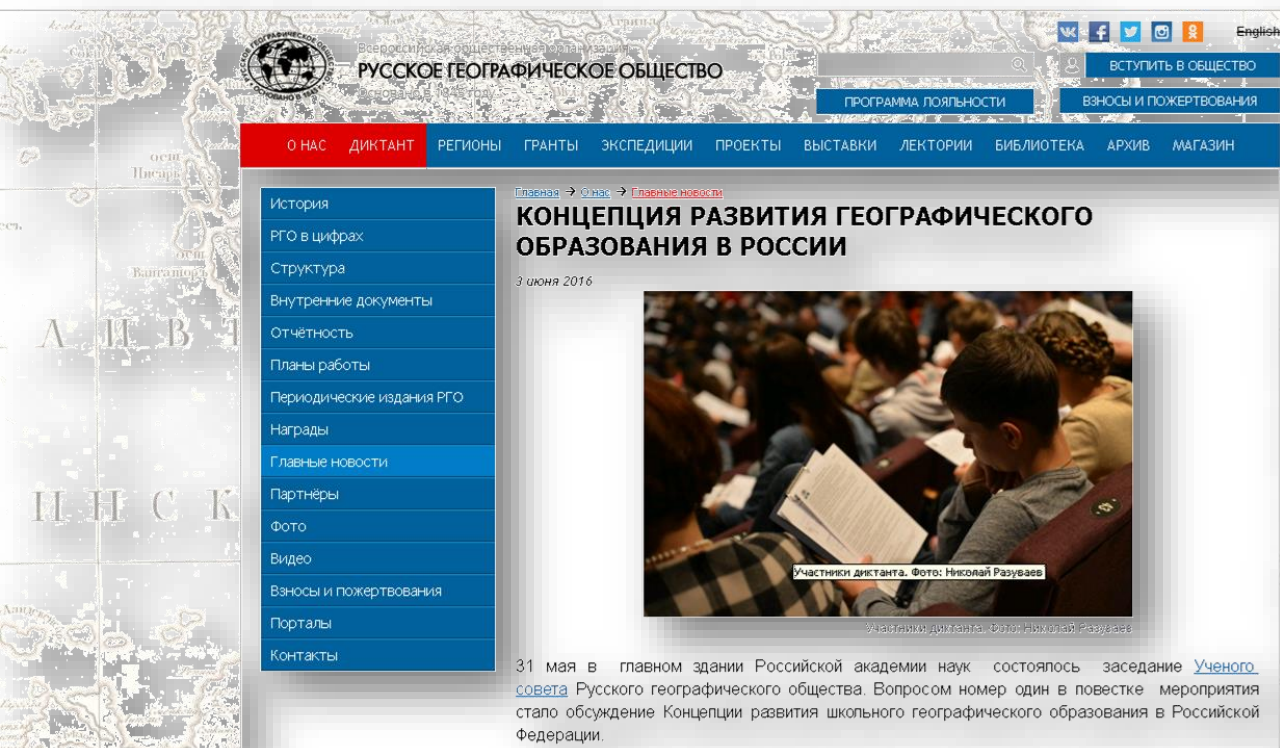 English
Всероссийская общественная организация
РУССКОЕ ГЕОГРАФИЧЕСКОЕ ОБЩЕСТВО
ВСТУПИТЬ В ОБЩЕСТВО
ПРОГРАММА ЛОЯЛЬНОСТИ
ВЗНОСЫ И ПОЖЕРТВОВАНИЯ
О НАС ДИКТАНТ РЕГИОНЫ ГРАНТЫ ЭКСПЕДИЦИИ ПРОЕКТЫ ВЫСТАВКИ ЛЕКТОРИИ БИБЛИОТЕКА АРХИВ МАГАЗИН
История
РГО в цифрах
Структура
Внутренние документы
Отчётность
Планы работы
Периодические издания РГО
Награды
Главные новости
Партнёры
Фото
Видео
Взносы и пожертвования
Порталы
Контакты
Главная → О нас → Главные новости
КОНЦЕПЦИЯ РАЗВИТИЯ ГЕОГРАФИЧЕСКОГО
ОБРАЗОВАНИЯ В РОССИИ
3 июня 2016
Участники диктанта. Фото: Николай Разуваев
Участники диктанта. Фото: Николай Разуваев
31 мая в главном здании Российской академии наук состоялось заседание Ученого
совета Русского географического общества. Вопросом номер один в повестке мероприятия
стало обсуждение Концепции развития школьного географического образования в Российской
Федерации.